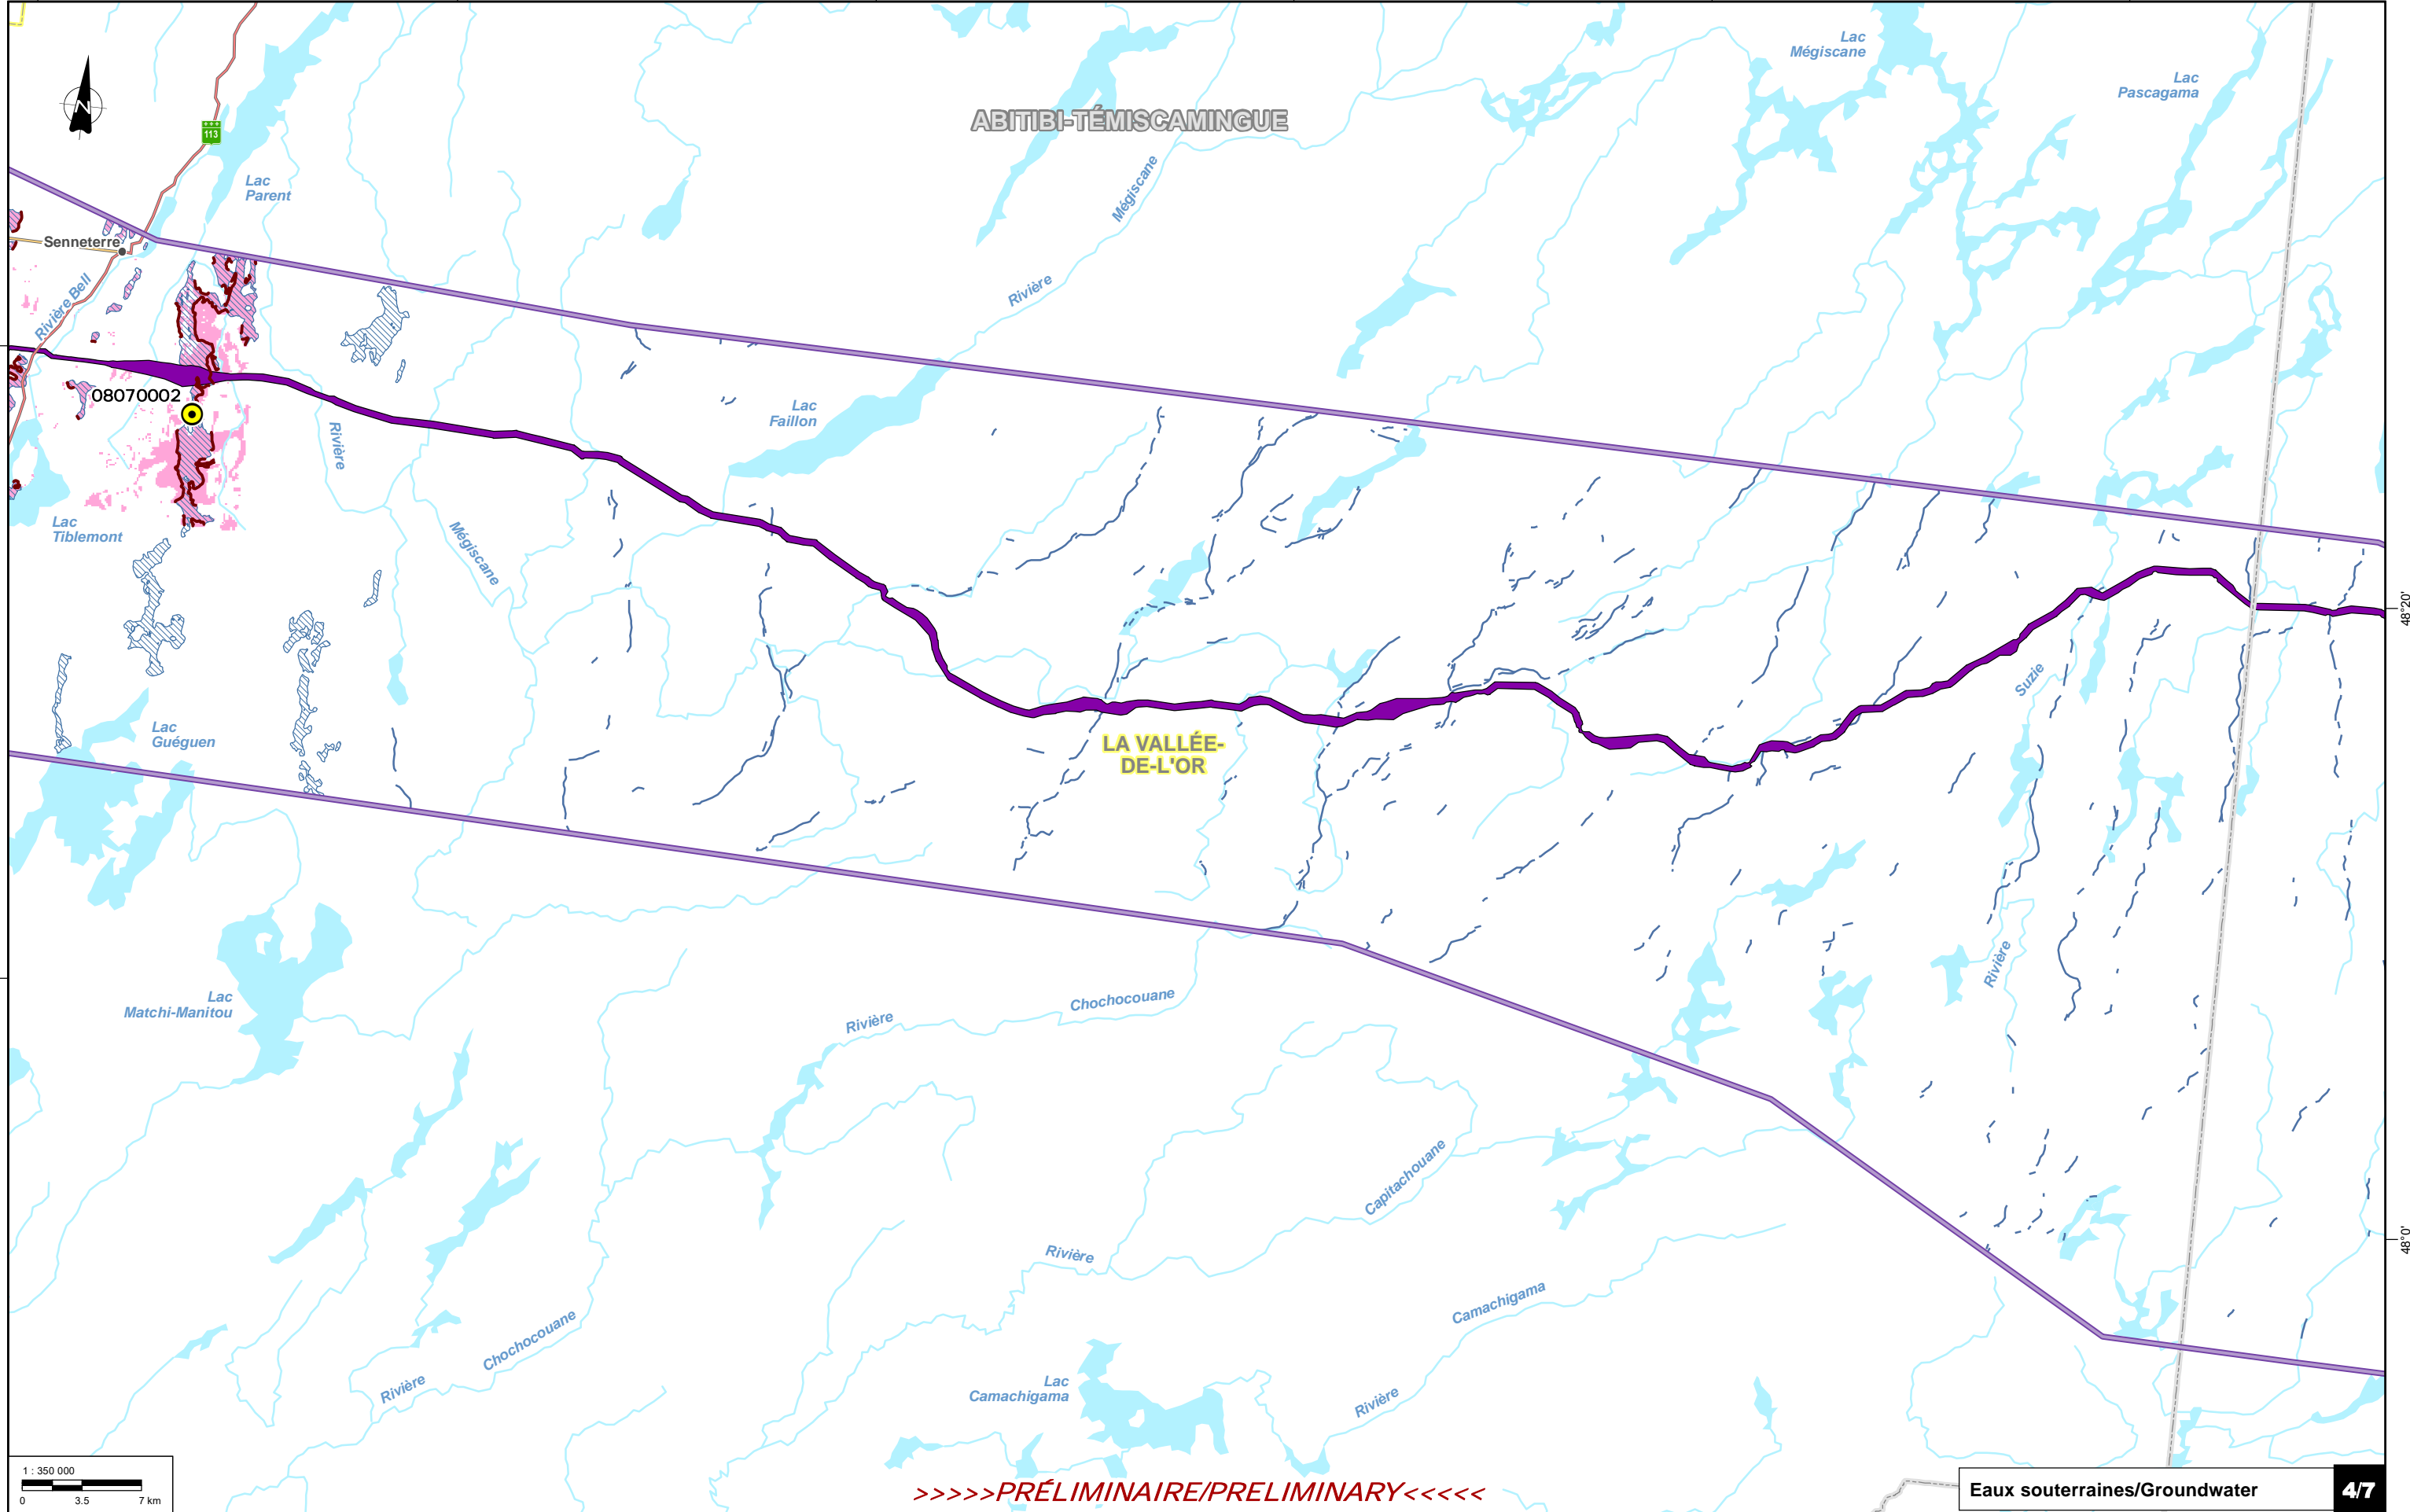 Lac
Mégiscane
Lac
Pascagama
N
ABITIBI-TÉMISCAMINGUE
113
Lac
Parent
Mégiscane
Senneterre
Rivière Bell
Rivière
08070002
Lac
Faillon
Rivière
Lac
Tiblemont
Mégiscane
48°20'
Suzie
Lac
Guéguen
LA VALLÉE-
DE-L'OR
Rivière
Lac
Matchi-Manitou
Rivière
Chochocouane
Capitachouane
Rivière
48°0'
Camachigama
Chochocouane
Rivière
Lac
Camachigama
Rivière
1 : 350 000
0 3.5 7 km
>>>>>PRÉLIMINAIRE/PRELIMINARY<<<<<
Eaux souterraines/Groundwater
4/7